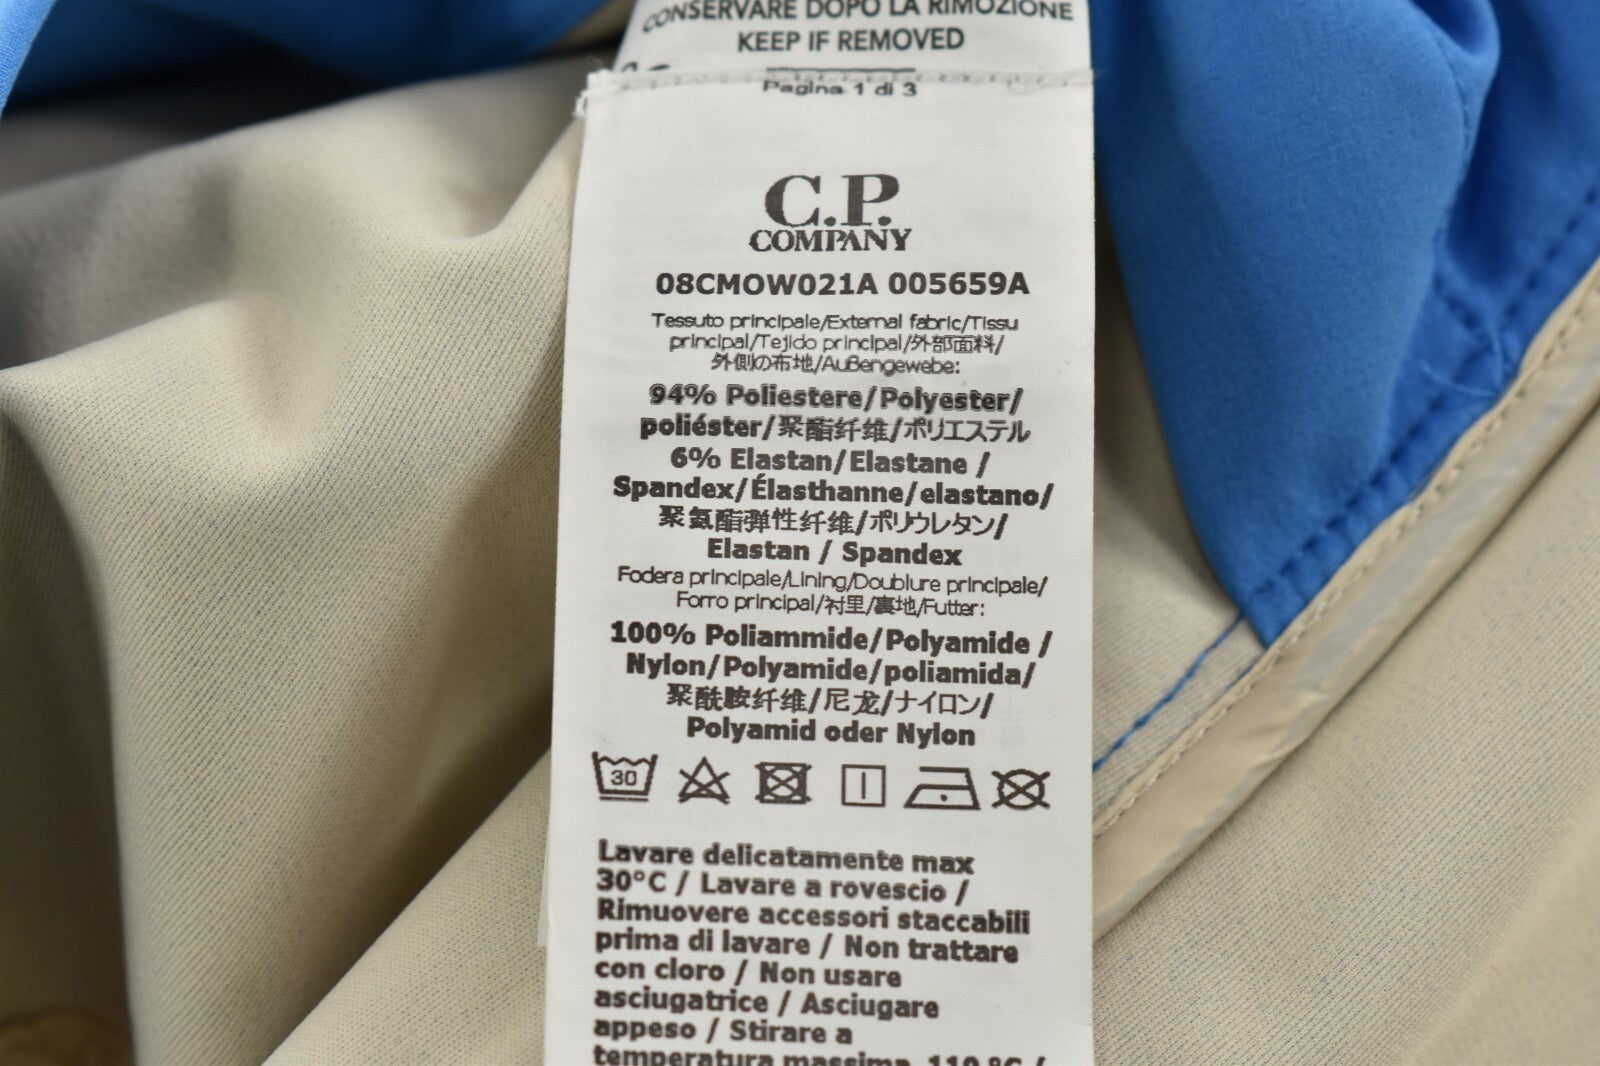 CONSERVARE DOPO LA RIMOZIONE
KEEP IF REMOVED
Pagina 1 di 3
C.P.
COMPANY
08CMOW021A 005659A
Tessuto principale/External fabric/Tissu
principal/Tejido principal/外部面料/
外側の布地/Außengewebe:
94% Poliestere/Polyester/
poliéster/聚酯纤维/ポリエステル
6% Elastan/Elastane /
Spandex/Élasthanne/elastano/
聚氨酯弹性纤维/ポリウレタン/
Elastan / Spandex
Fodera principale/Lining/Doublure principale/
Forro principal/衬里/裏地/Futter:
100% Poliammide/Polyamide /
Nylon/Polyamide/poliamida/
聚酰胺纤维/尼龙/ナイロン/
Polyamid oder Nylon
30
Lavare delicatamente max
30°C / Lavare a rovescio /
Rimuovere accessori staccabili
prima di lavare / Non trattare
con cloro / Non usare
asciugatrice / Asciugare
appeso / Stirare a
temperatura massima 110 °C /